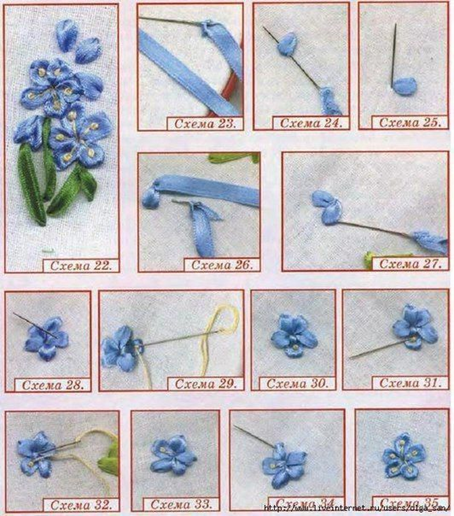 Схема 23.
Схема 24.
Схема 25.
Схема 22.
Схема 26.
Схема 27.
Схема 28.
Схема 29.
Схема 30.
Схема 31.
Схема 32.
Схема 33.
Схема 34.
Схема 35.